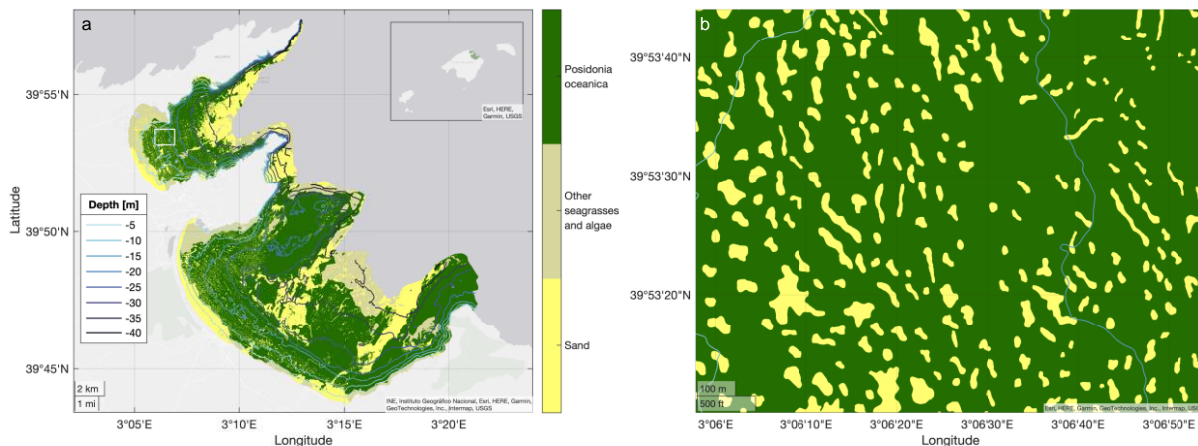 a
39°55'N
39°50'N
39°45'N
Latitude
Depth [m]
-5
-10
-15
-20
-25
-30
-35
-40
2 km
1 mi
Esri, HERE,
Garmin, USGS
INE, Instituto Geográfico Nacional, Esri, HERE, Garmin,
GeoTechnologies, Inc., Intermap, USGS
3°05'E
3°10'E
3°15'E
3°20'E
Longitude
Posidonia
oceanica
Other
seagrasses
and algae
Sand
b
39°53'40"N
39°53'30"N
39°53'20"N
100 m
500 ft
Esri, HERE, Garmin, GeoTechnologies, Inc., Intermap, USG
3°06'E
3°06'10"E
3°06'20"E
3°06'30"E
3°06'40"E
3°06'50"E
Longitude